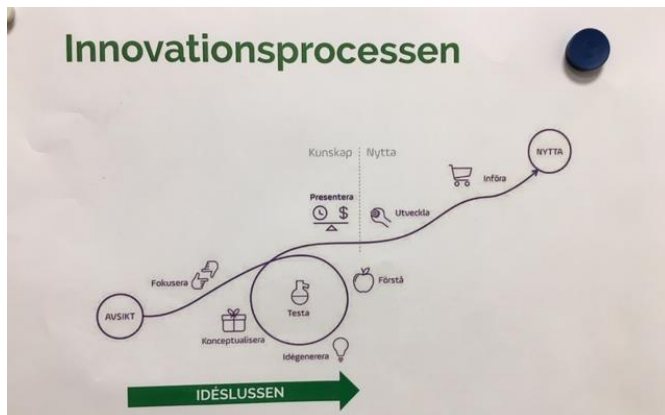 Innovationsprocessen
Kunskap
Nytta
NYTTA
Införa
Presentera
$
Utveckla
Fokusera
Förstå
Testa
AVSIKT
Konceptualisera
Idégenerera
IDÉSLUSSEN